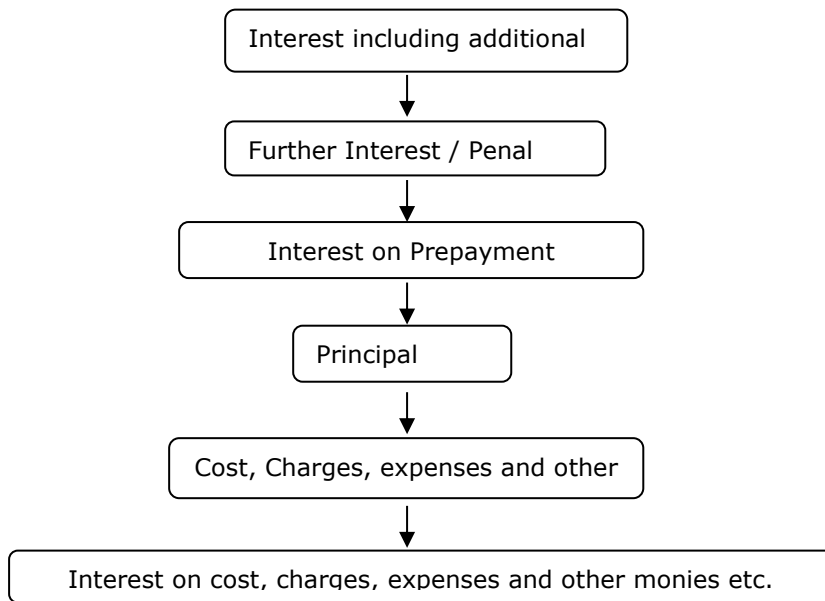 Interest including additional
Further Interest / Penal
Interest on Prepayment
Principal
Cost, Charges, expenses and other
Interest on cost, charges, expenses and other monies etc.